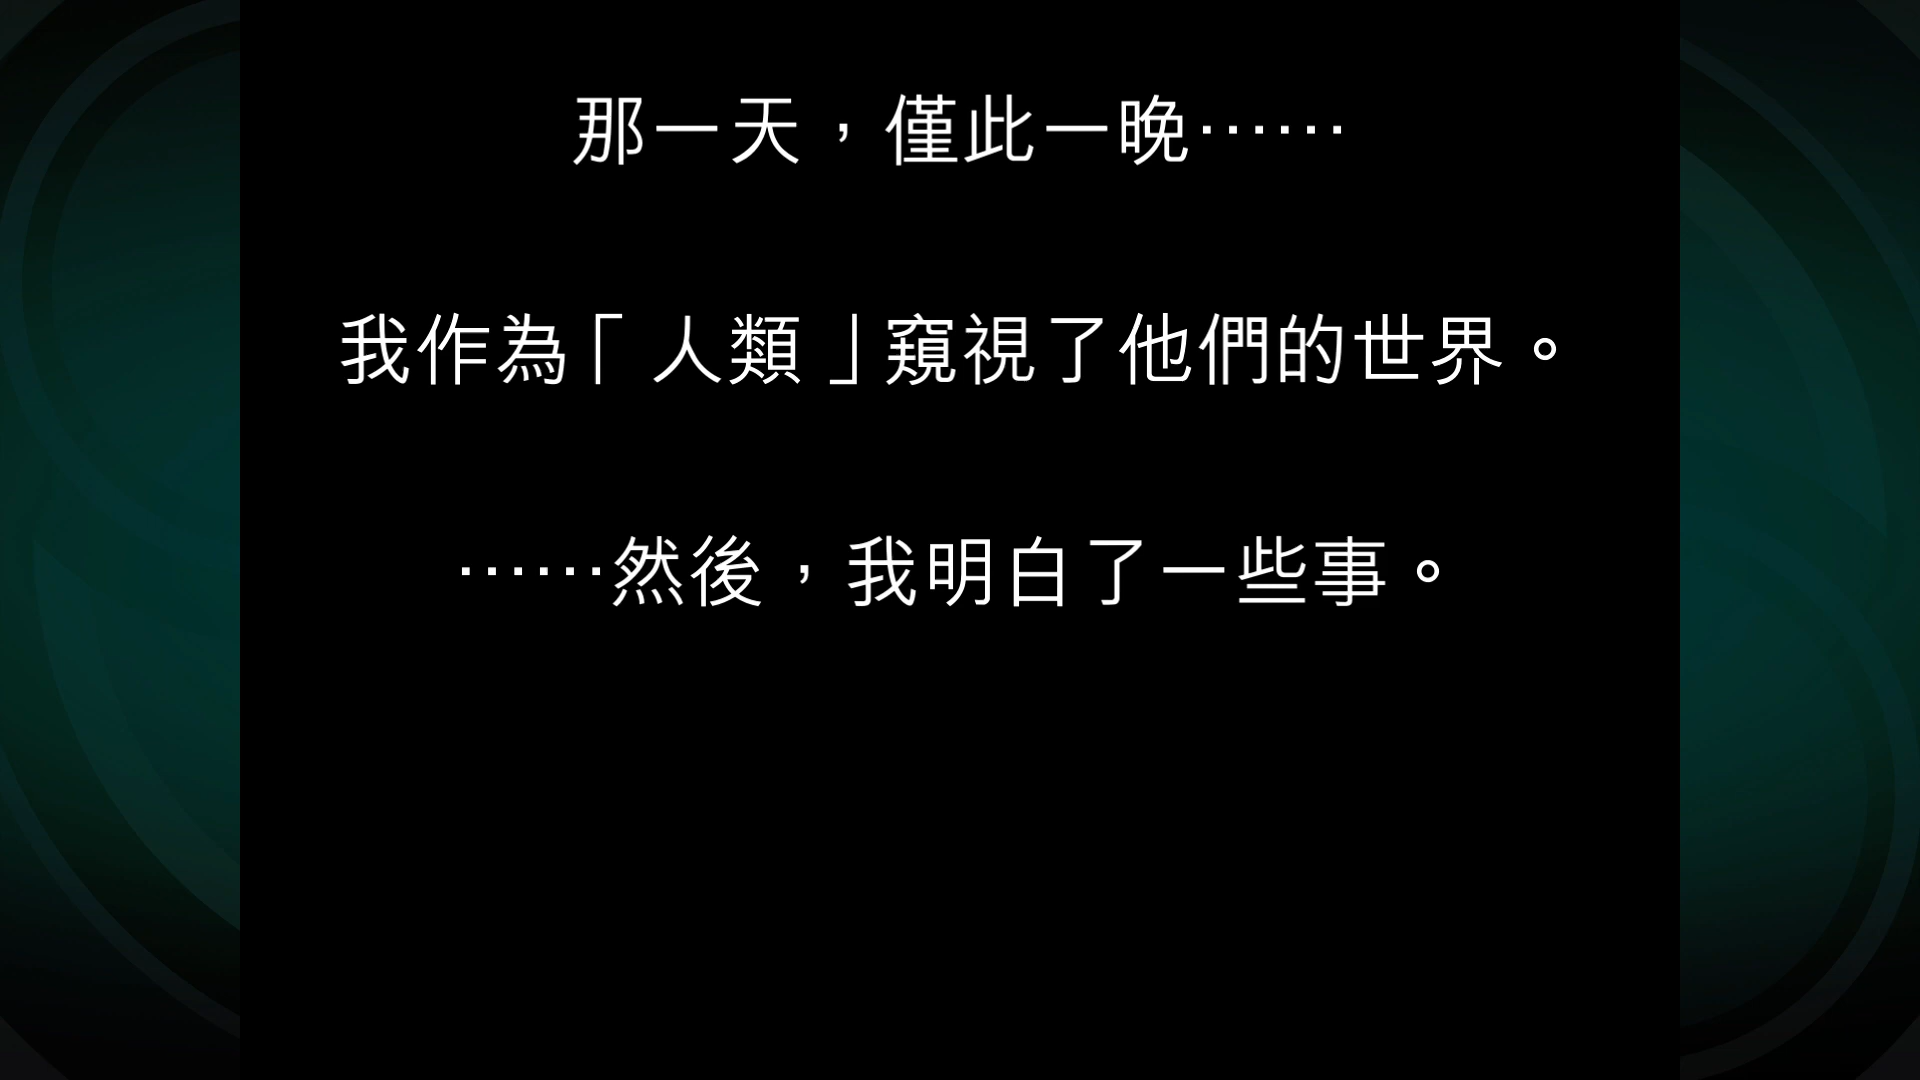 那一天，僅此一晚⋯⋯
我作為「人類」窺視了他們的世界。
⋯⋯然後，我明白了一些事。